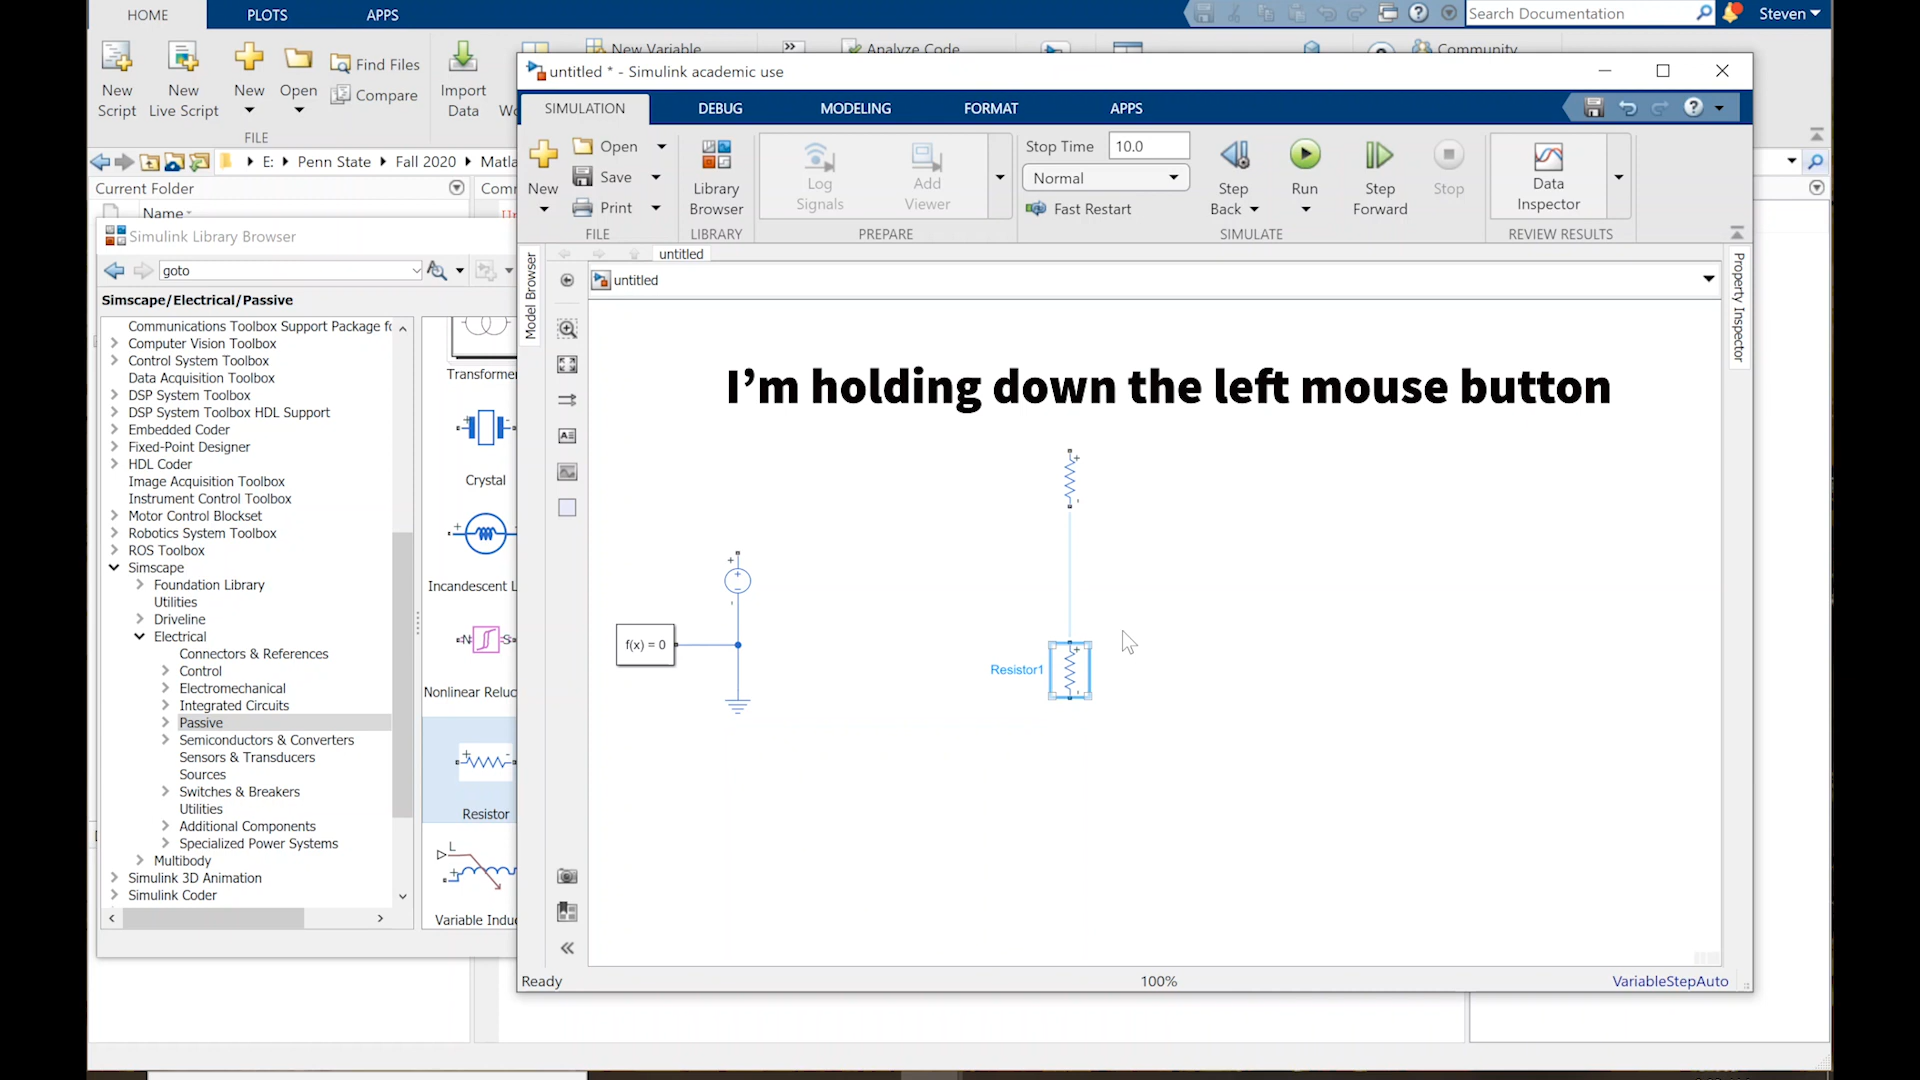 HOME PLOTS APPS
Search Documentation Steven
New Script
New Live Script
New
Open
Find Files
Compare
Import Data
New Variable
Analyze Code
Community
FILE
E: Penn State Fall 2020 Matla
Current Folder
Name
Simulink Library Browser
goto
Simscape/Electrical/Passive
Communications Toolbox Support Package fo
Computer Vision Toolbox
Control System Toolbox
Data Acquisition Toolbox
DSP System Toolbox
DSP System Toolbox HDL Support
Embedded Coder
Fixed-Point Designer
HDL Coder
Image Acquisition Toolbox
Instrument Control Toolbox
Motor Control Blockset
Robotics System Toolbox
ROS Toolbox
Simscape
Foundation Library
Utilities
Driveline
Electrical
Connectors & References
Control
Electromechanical
Integrated Circuits
Passive
Semiconductors & Converters
Sensors & Transducers
Sources
Switches & Breakers
Utilities
Additional Components
Specialized Power Systems
Multibody
Simulink 3D Animation
Simulink Coder
Transformer
Crystal
Incandescent L
Nonlinear Reluc
Resistor
L
Variable Indu
untitled * - Simulink academic use
SIMULATION DEBUG MODELING FORMAT APPS
New
Open
Save
Print
FILE
Library Browser
LIBRARY
Log Signals
Add Viewer
PREPARE
Stop Time 10.0
Normal
Fast Restart
Step Back
Run
Step Forward
Stop
SIMULATE
Data Inspector
REVIEW RESULTS
Model Browser
untitled
untitled
Property Inspector
I’m holding down the left mouse button
f(x) = 0
Resistor1
Ready 100% VariableStepAuto